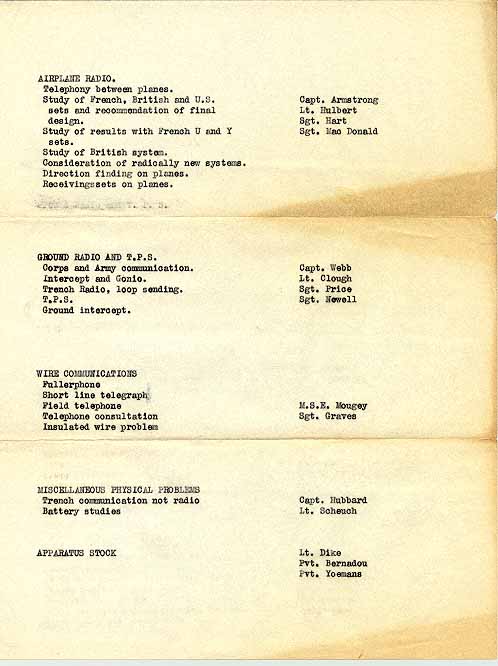 AIRPLANE RADIO.
Telephony between planes.
Study of French, British and U.S. Capt. Armstrong
sets and recommendation of final Lt. Hulbert
design. Sgt. Hart
Study of results with French U and Y Sgt. Mac Donald
sets.
Study of British system.
Consideration of radically new systems.
Direction finding on planes.
Receivingssets on planes.
GROUND RADIO AND T.P.S.
Corps and Army communication. Capt. Webb
Intercept and Gonio. Lt. Clough
Trench Radio, loop sending. Sgt. Price
T.P.S. Sgt. Newell
Ground intercept.
WIRE COMMUNICATIONS
Fullerphone
Short line telegraph
Field telephone M.S.E. Mougey
Telephone consultation Sgt. Graves
Insulated wire problem
MISCELLANEOUS PHYSICAL PROBLEMS
Trench communication not radio Capt. Hubbard
Battery studies Lt. Scheuch
APPARATUS STOCK Lt. Dike
Pvt. Bernadou
Pvt. Yoemans